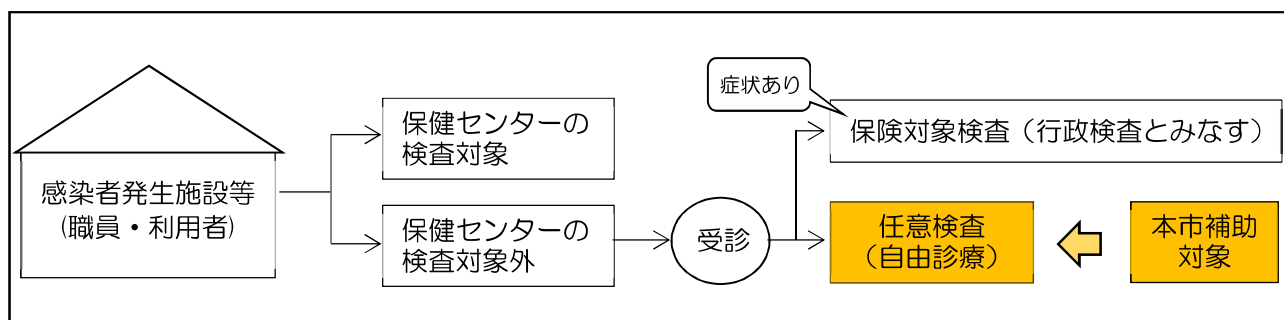 感染者発生施設等
(職員・利用者)
保健センターの
検査対象
保健センターの
検査対象外
受診
症状あり
保険対象検査（行政検査とみなす）
任意検査
（自由診療）
本市補助
対象